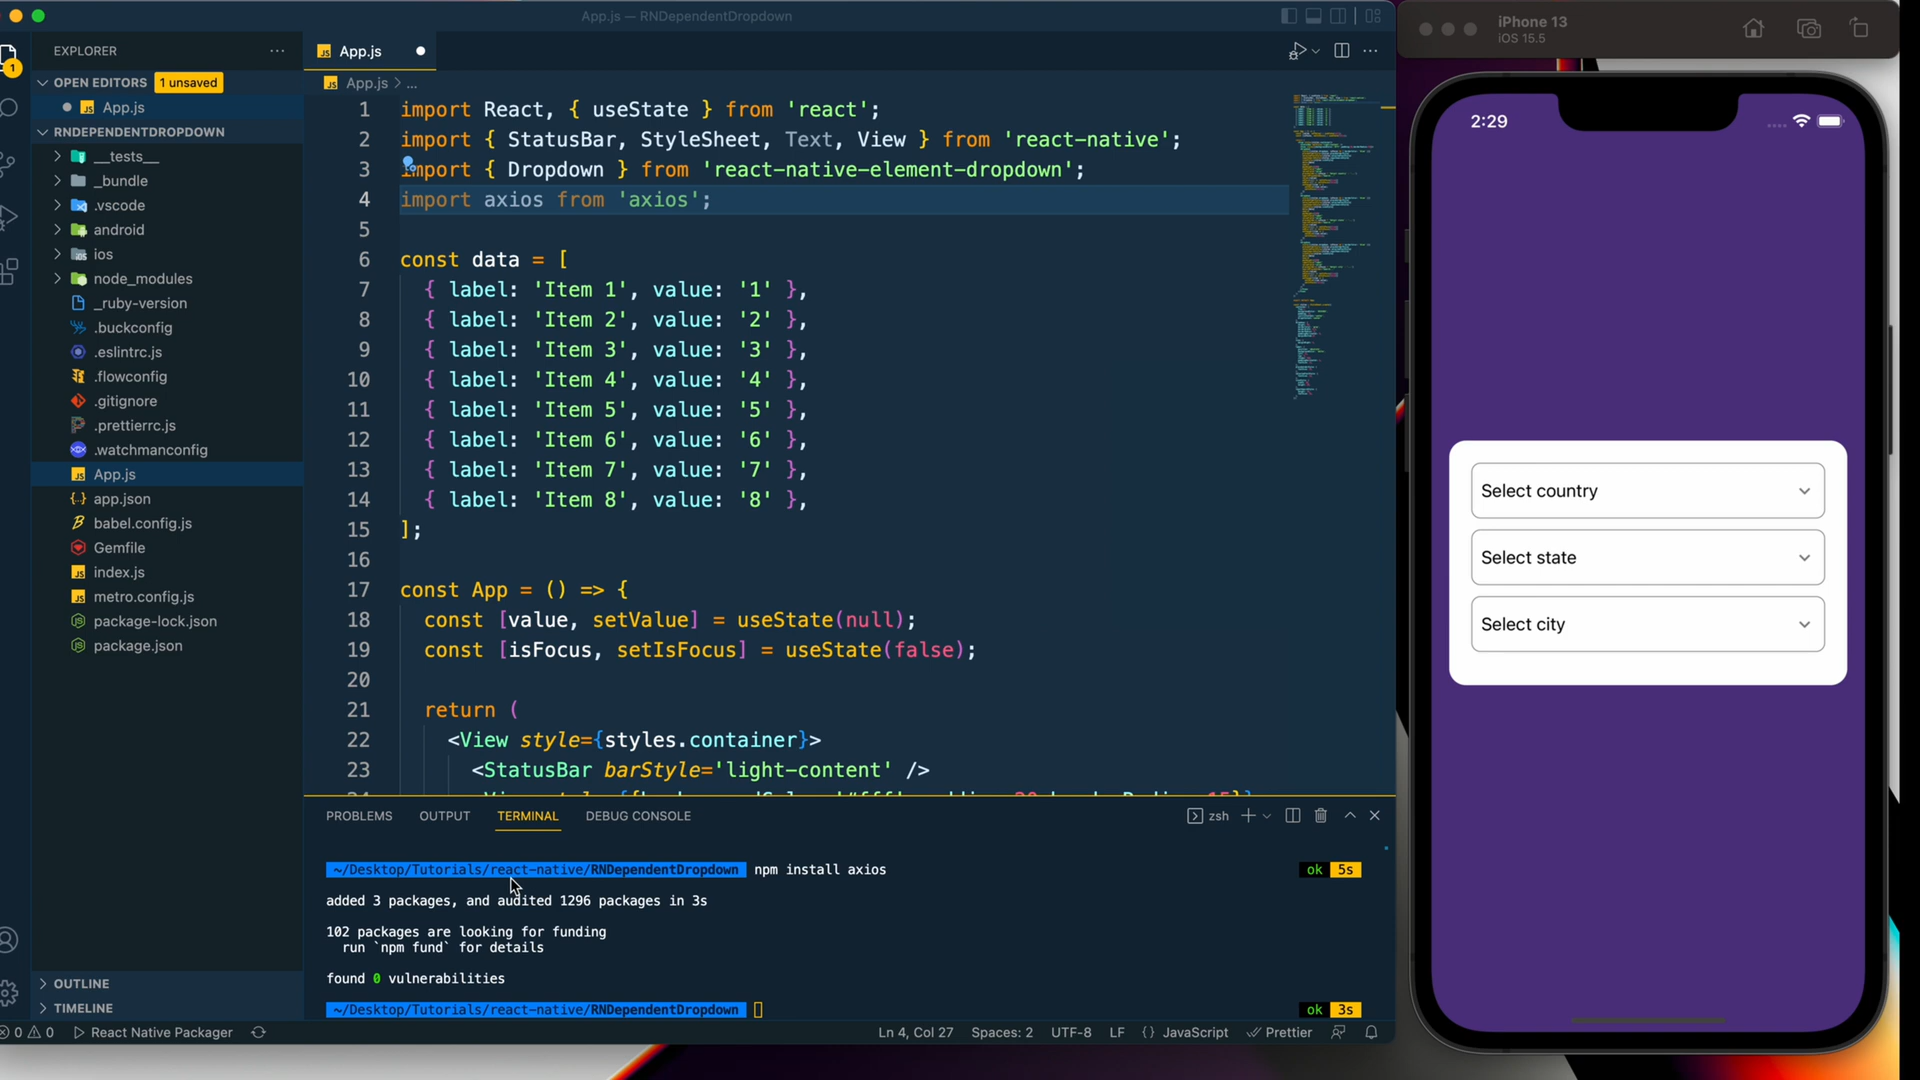 App.js — RNDependentDropdown
iPhone 13
iOS 15.5
EXPLORER
App.js
1
OPEN EDITORS 1 unsaved
App.js
RNDEPENDENTDROPDOWN
__tests__
_bundle
.vscode
android
ios
node_modules
_ruby-version
.buckconfig
.eslintrc.js
.flowconfig
.gitignore
.prettierrc.js
.watchmanconfig
App.js
app.json
babel.config.js
Gemfile
index.js
metro.config.js
package-lock.json
package.json
OUTLINE
TIMELINE
App.js > ...
1 import React, { useState } from 'react';
2 import { StatusBar, StyleSheet, Text, View } from 'react-native';
3 import { Dropdown } from 'react-native-element-dropdown';
4 import axios from 'axios';
5
6 const data = [
7 { label: 'Item 1', value: '1' },
8 { label: 'Item 2', value: '2' },
9 { label: 'Item 3', value: '3' },
10 { label: 'Item 4', value: '4' },
11 { label: 'Item 5', value: '5' },
12 { label: 'Item 6', value: '6' },
13 { label: 'Item 7', value: '7' },
14 { label: 'Item 8', value: '8' },
15 ];
16
17 const App = () => {
18 const [value, setValue] = useState(null);
19 const [isFocus, setIsFocus] = useState(false);
20
21 return (
22 <View style={styles.container}>
23 <StatusBar barStyle='light-content' />
PROBLEMS OUTPUT TERMINAL DEBUG CONSOLE
zsh
~/Desktop/Tutorials/react-native/RNDependentDropdown npm install axios ok 5s
added 3 packages, and audited 1296 packages in 3s
102 packages are looking for funding
run `npm fund` for details
found 0 vulnerabilities
~/Desktop/Tutorials/react-native/RNDependentDropdown ok 3s
0 0 React Native Packager Ln 4, Col 27 Spaces: 2 UTF-8 LF {} JavaScript Prettier
2:29
Select country
Select state
Select city